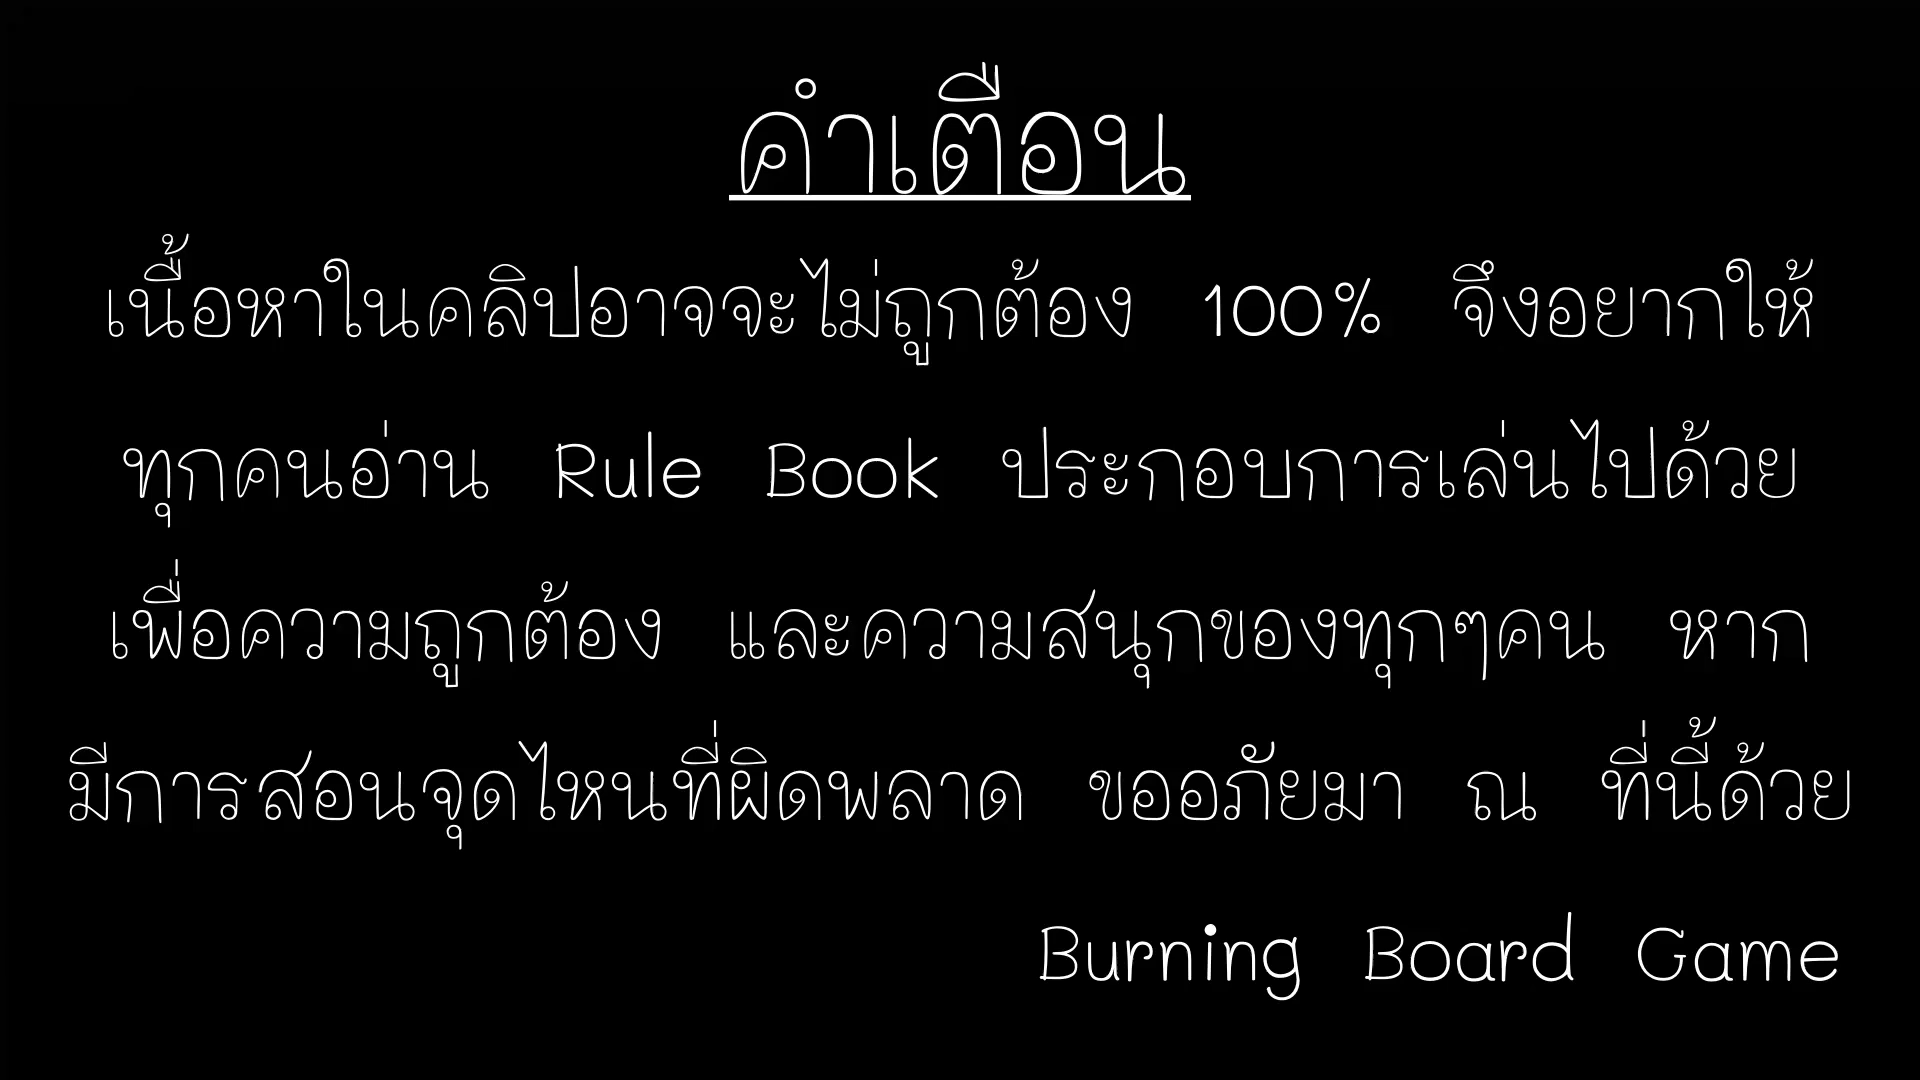 คำเตือน
เนื้อหาในคลิปอาจจะไม่ถูกต้อง 100% จึงอยากให้
ทุกคนอ่าน Rule Book ประกอบการเล่นไปด้วย
เพื่อความถูกต้อง และความสนุกของทุกๆคน หาก
มีการสอนจุดไหนที่ผิดพลาด ขออภัยมา ณ ที่นี้ด้วย
Burning Board Game